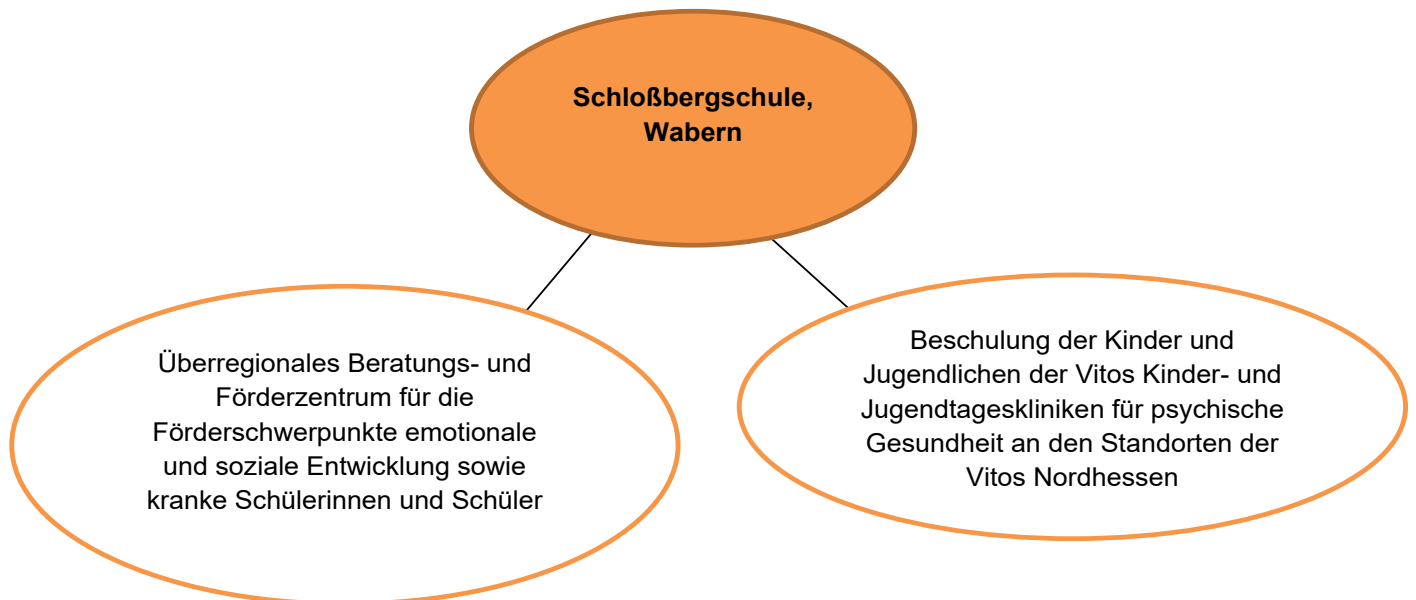 Schloßbergschule,
Wabern
Überregionales Beratungs- und
Förderzentrum für die
Förderschwerpunkte emotionale
und soziale Entwicklung sowie
kranke Schülerinnen und Schüler
Beschulung der Kinder und
Jugendlichen der Vitos Kinder- und
Jugendtageskliniken für psychische
Gesundheit an den Standorten der
Vitos Nordhessen